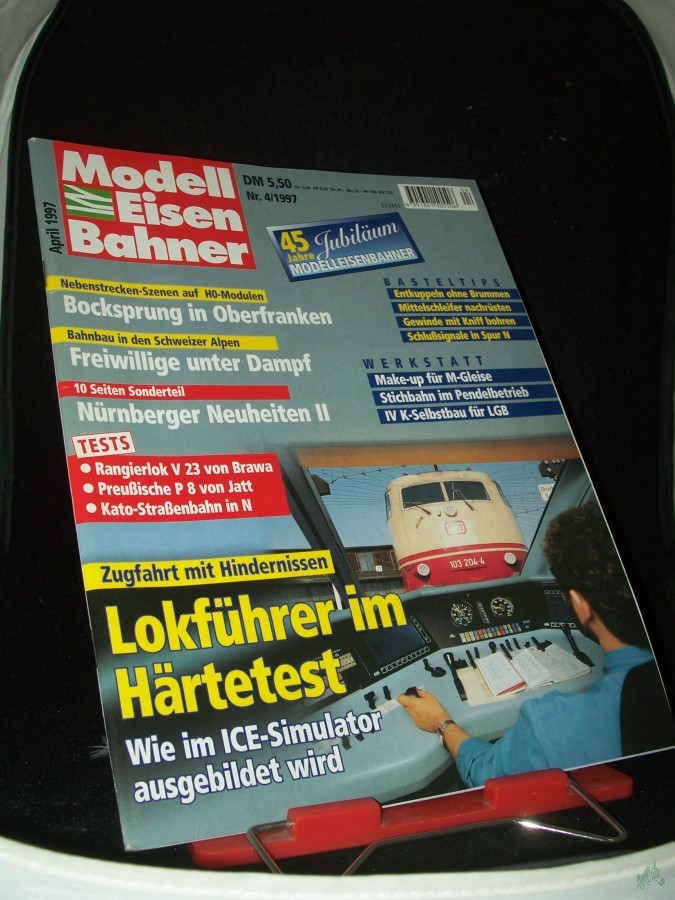 Modell
Eisen
Bahner
April 1997
DM 5,50
Nr. 4/1997
45
Jahre
Jubiläum
MODELLEISENBAHNER
Nebenstrecken-Szenen auf H0-Modulen
Bocksprung in Oberfranken
Bahnbau in den Schweizer Alpen
Freiwillige unter Dampf
10 Seiten Sonderteil
Nürnberger Neuheiten II
TESTS
Rangierlok V 23 von Brawa
Preußische P 8 von Jatt
Kato-Straßenbahn in N
BASTELTIPS
Entkuppeln ohne Brummen
Mittelschleifer nachrüsten
Gewinde mit Kniff bohren
Schlußsignale in Spur N
WERKSTATT
Make-up für M-Gleise
Stichbahn im Pendelbetrieb
IV K-Selbstbau für LGB
DB
103 204-4
Zugfahrt mit Hindernissen
Lokführer im
Härtetest
Wie im ICE-Simulator
ausgebildet wird